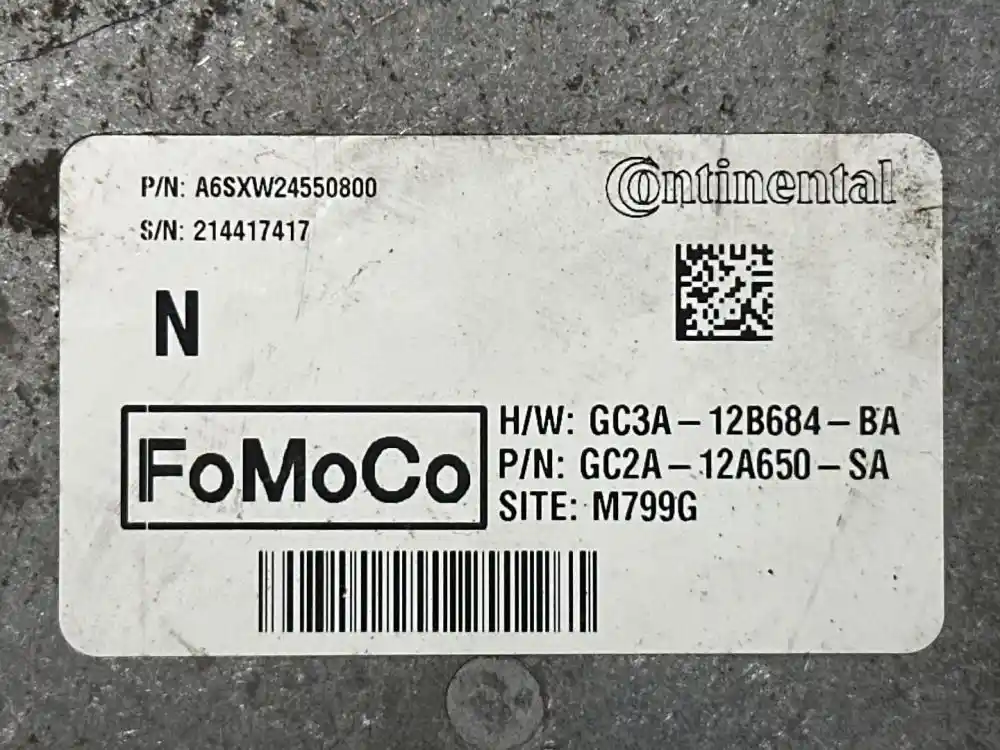 P/N: A6SXW24550800
S/N: 214417417
Continental
N
FoMoCo
H/W: GC3A-12B684-BA
P/N: GC2A-12A650-SA
SITE: M799G